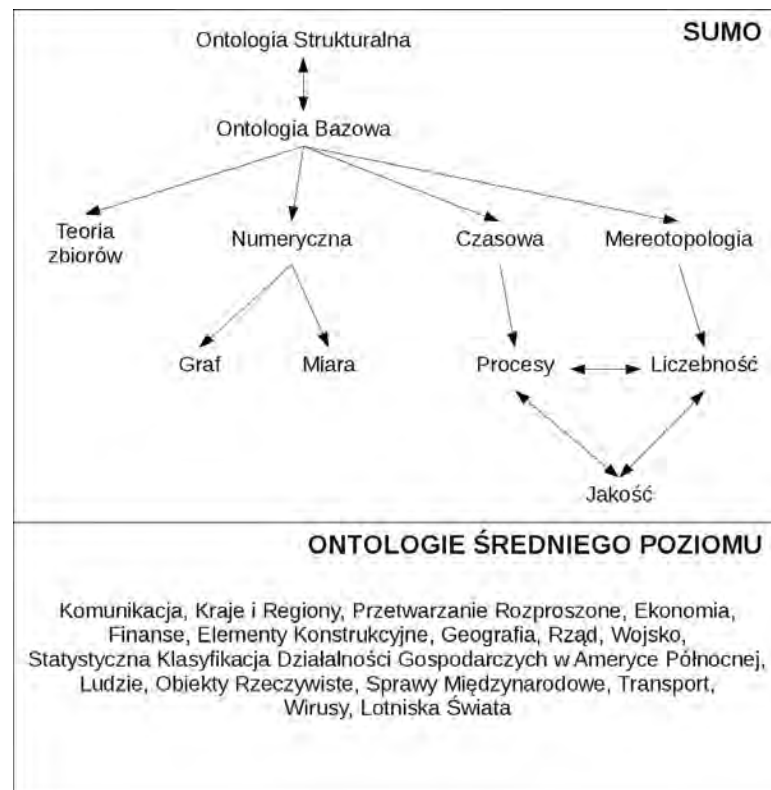 SUMO
Ontologia Strukturalna
Ontologia Bazowa
Teoria
zbiorów
Numeryczna
Czasowa
Mereotopologia
Graf
Miara
Procesy
Liczebność
Jakość
ONTOLOGIE ŚREDNIEGO POZIOMU
Komunikacja, Kraje i Regiony, Przetwarzanie Rozproszone, Ekonomia,
Finanse, Elementy Konstrukcyjne, Geografia, Rząd, Wojsko,
Statystyczna Klasyfikacja Działalności Gospodarczych w Ameryce Północnej,
Ludzie, Obiekty Rzeczywiste, Sprawy Międzynarodowe, Transport,
Wirusy, Lotniska Świata